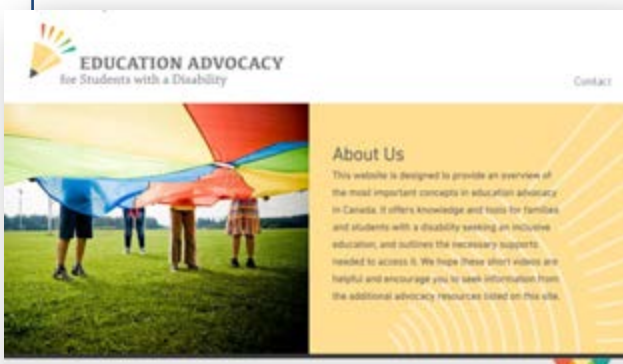 EDUCATION ADVOCACY
for Students with a Disability
Contact
About Us
This website is designed to provide an overview of
the most important concepts in education advocacy
in Canada. It offers knowledge and tools for families
and students with a disability seeking an inclusive
education, and outlines the necessary supports
needed to access it. We hope these short videos are
helpful and encourage you to seek information from
the additional advocacy resources listed on this site.